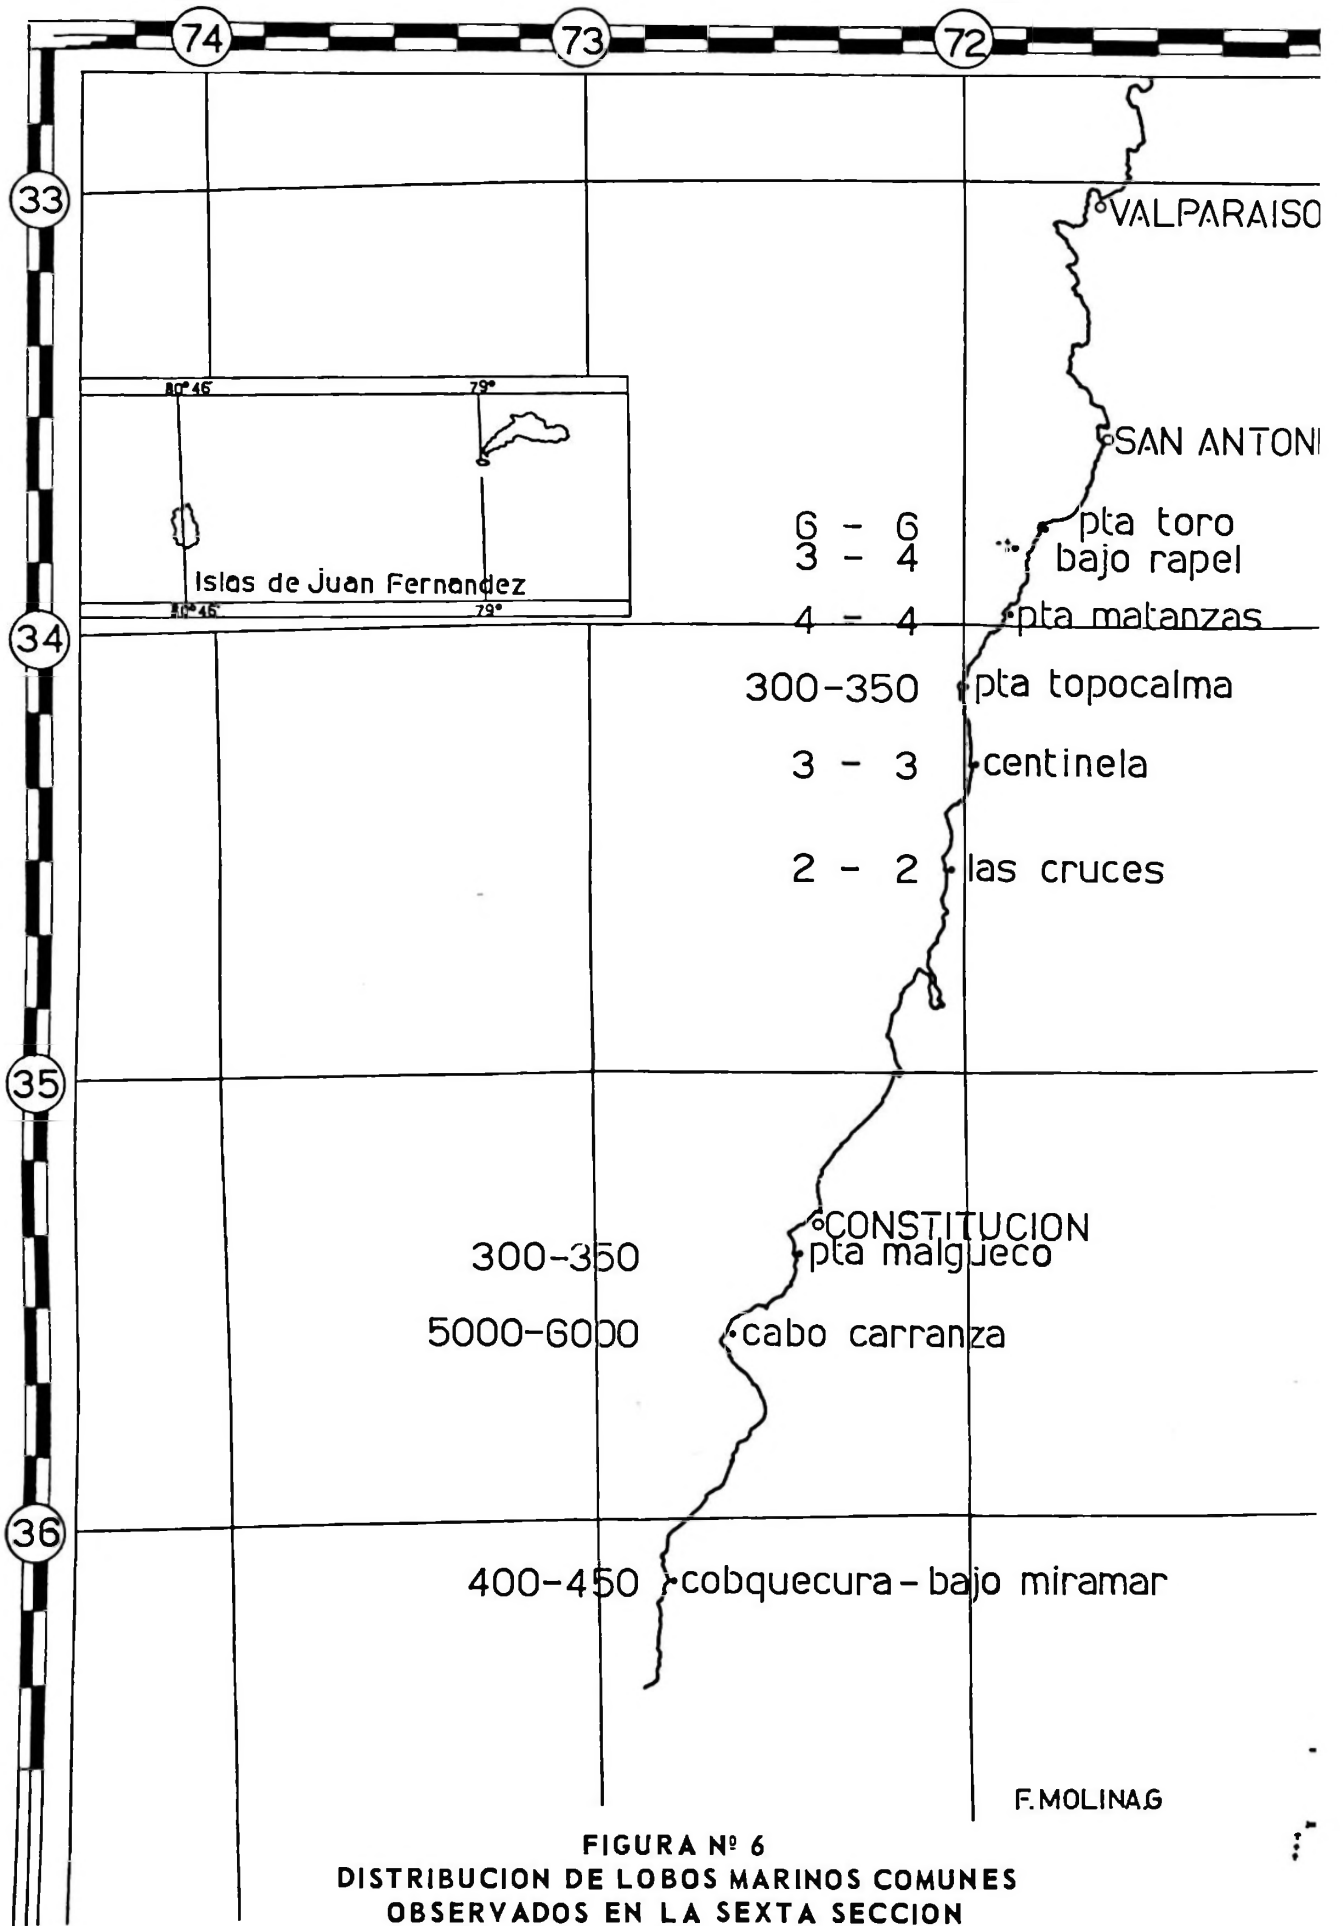 74 73 72
33
VALPARAISO
80°46' 79°
SAN ANTONI
6 - 6 pta toro
3 - 4 bajo rapel
Islas de Juan Fernandez
80°46' 79°
4 - 4 pta matanzas
34
300-350 pta topocalma
3 - 3 centinela
2 - 2 las cruces
35
CONSTITUCION
300-350 pta malgueco
5000-6000 cabo carranza
36
400-450 cobquecura - bajo miramar
F. MOLINA.G
FIGURA Nº 6
DISTRIBUCION DE LOBOS MARINOS COMUNES
OBSERVADOS EN LA SEXTA SECCION